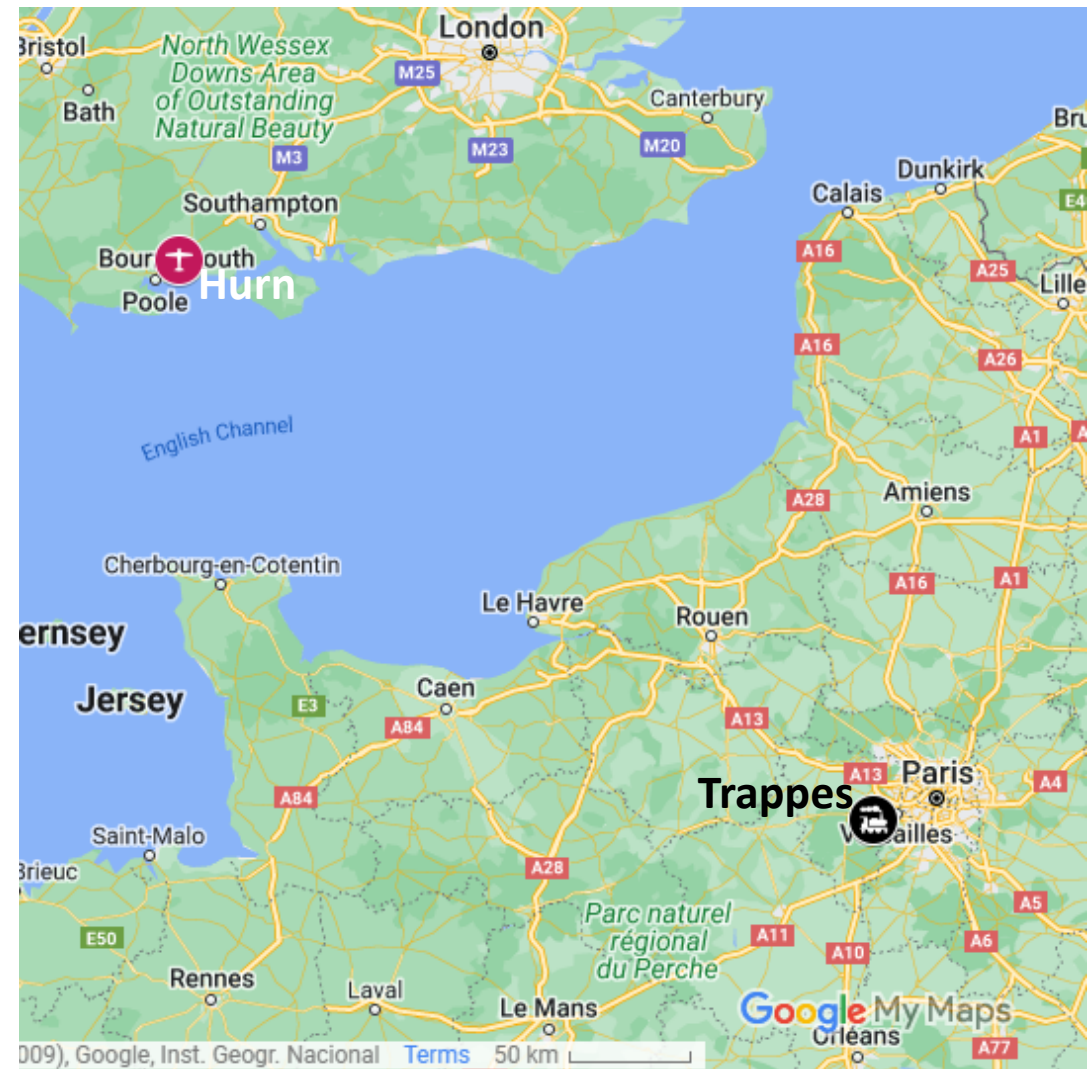 London
Bristol
North Wessex
Downs Area
of Outstanding
Natural Beauty
M25
Bath
Canterbury
Bru
M3
M23
M20
Dunkirk
Calais
E4
Southampton
A16
A25
Bour
outh
Hurn
Lille
Poole
A16
A26
English Channel
A1
A
A28
Amiens
Cherbourg-en-Cotentin
A16
A1
Le Havre
Rouen
ernsey
Jersey
Caen
E3
A84
A13
A13
Paris
A4
Trappes
A84
V
ailles
Saint-Malo
Brieuc
A28
A5
Parc naturel
régional
du Perche
E50
A11
A10
A6
Rennes
Laval
Le Mans
Google My Maps
Orléans
A77
009), Google, Inst. Geogr. Nacional Terms 50 km